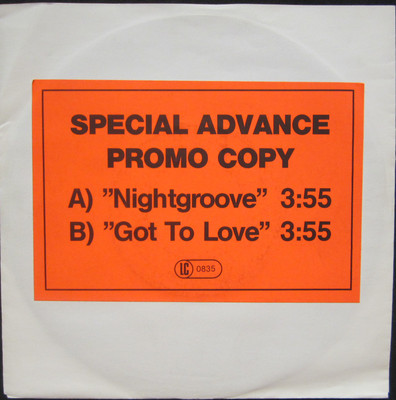 SPECIAL ADVANCE
PROMO COPY
A) ”Nightgroove” 3:55
B) ”Got To Love” 3:55
LC 0835